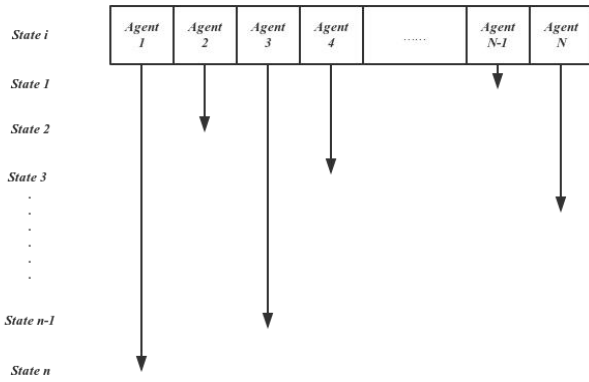 State i
Agent 1
Agent 2
Agent 3
Agent 4
......
Agent N-1
Agent N
State 1
State 2
State 3
.
.
.
.
.
.
State n-1
State n